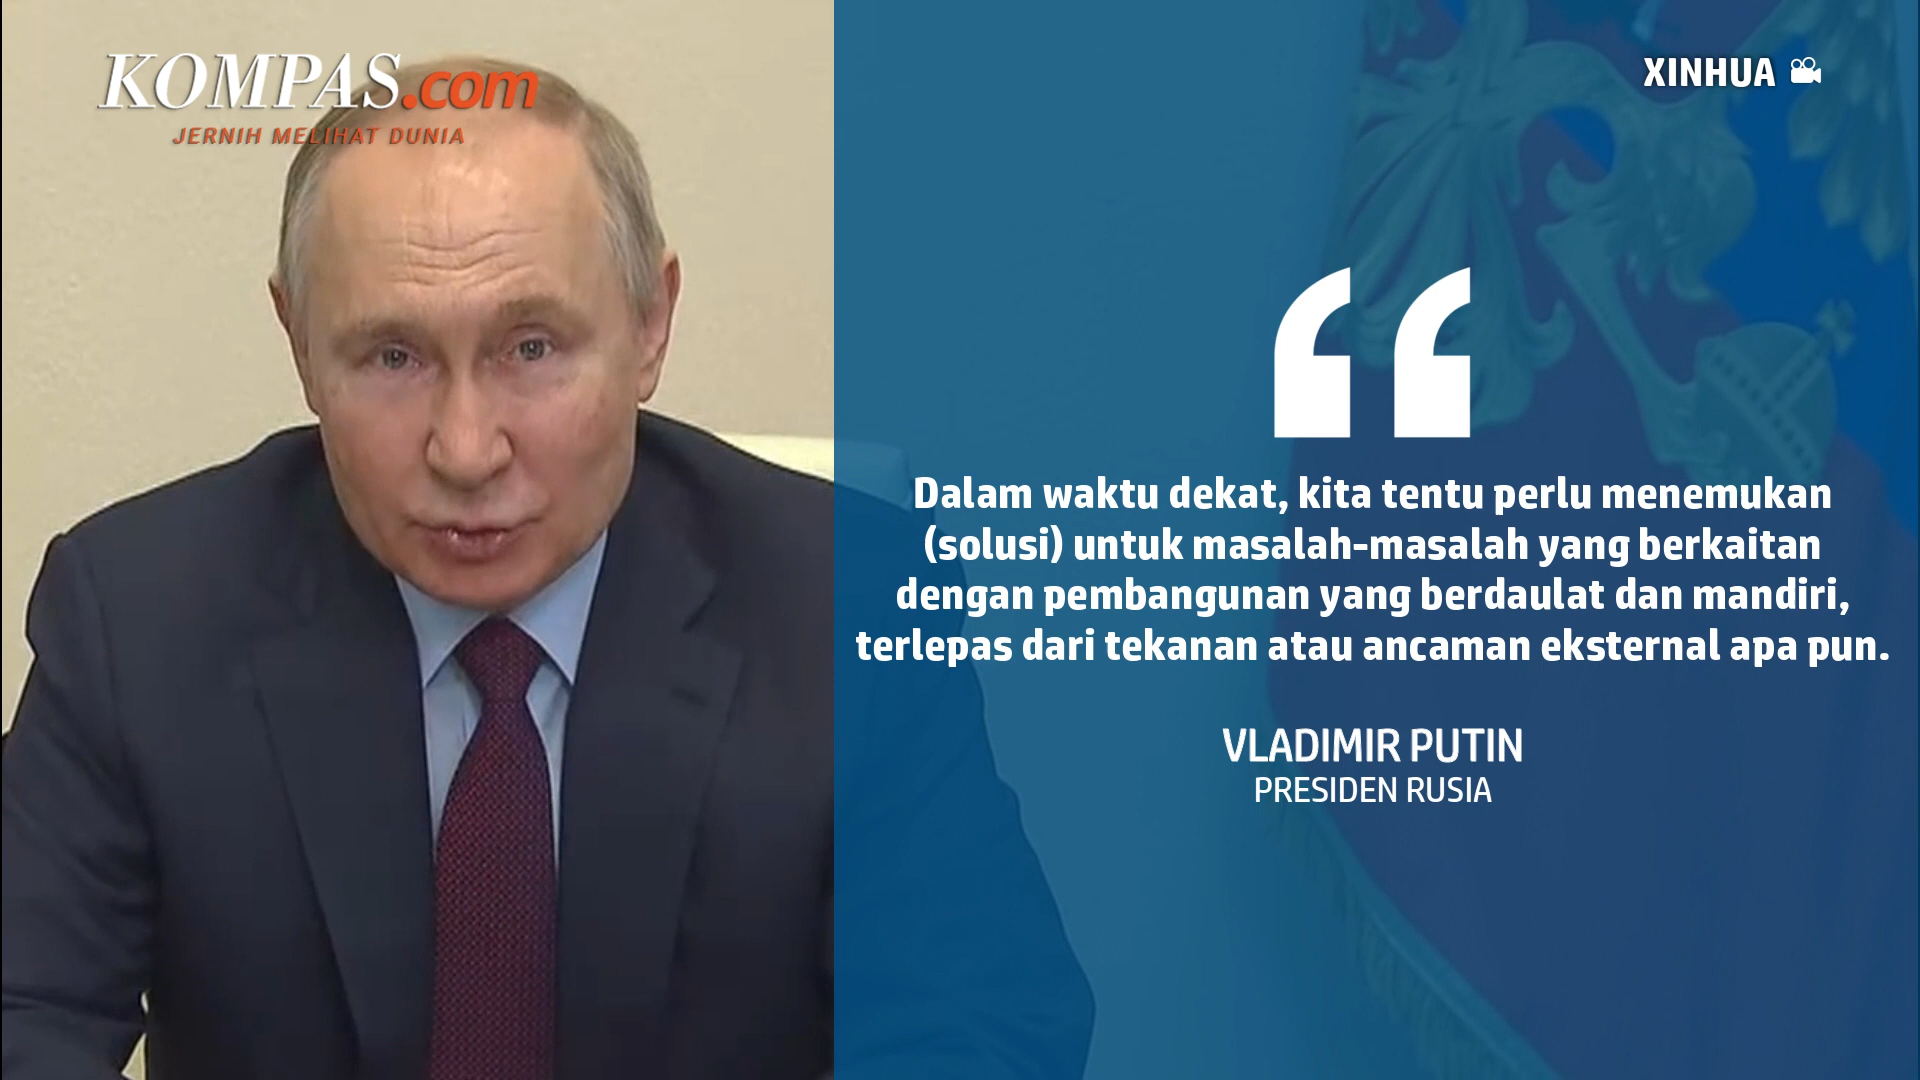 KOMPAS.com
JERNIH MELIHAT DUNIA
XINHUA
Dalam waktu dekat, kita tentu perlu menemukan
(solusi) untuk masalah-masalah yang berkaitan
dengan pembangunan yang berdaulat dan mandiri,
terlepas dari tekanan atau ancaman eksternal apa pun.
VLADIMIR PUTIN
PRESIDEN RUSIA